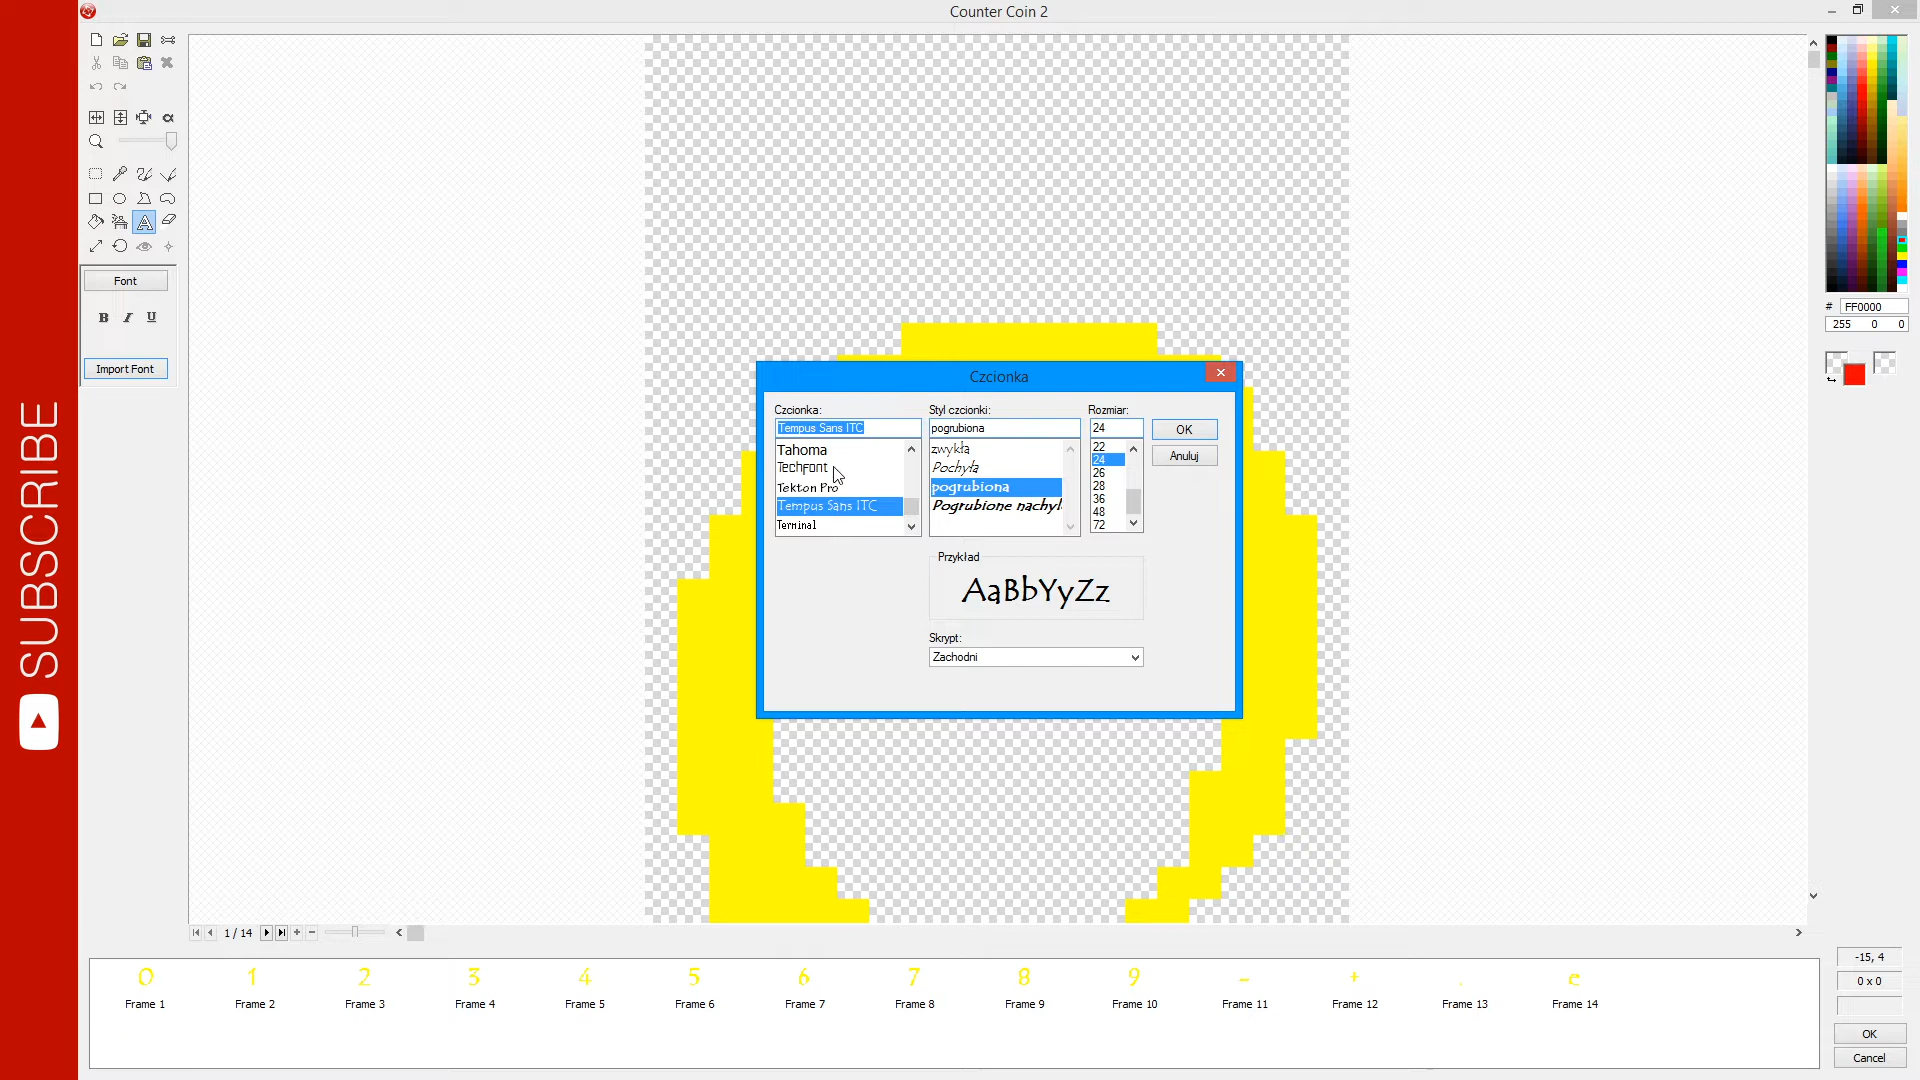 Counter Coin 2
Font
B I U
Import Font
SUBSCRIBE
Czcionka
Czcionka:
Tempus Sans ITC
Tahoma
Techfont
Tekton Pro
Tempus Sans ITC
Terminal
Styl czcionki:
pogrubiona
zwykła
Pochyła
pogrubiona
Pogrubione nachyl
Rozmiar:
24
22
24
26
28
36
48
72
OK
Anuluj
Przykład
AaBbYyZz
Skrypt:
Zachodni
# FF0000
255 0 0
1 / 14
0 1 2 3 4 5 6 7 8 9 - + . e
Frame 1 Frame 2 Frame 3 Frame 4 Frame 5 Frame 6 Frame 7 Frame 8 Frame 9 Frame 10 Frame 11 Frame 12 Frame 13 Frame 14
-15, 4
0 x 0
OK
Cancel